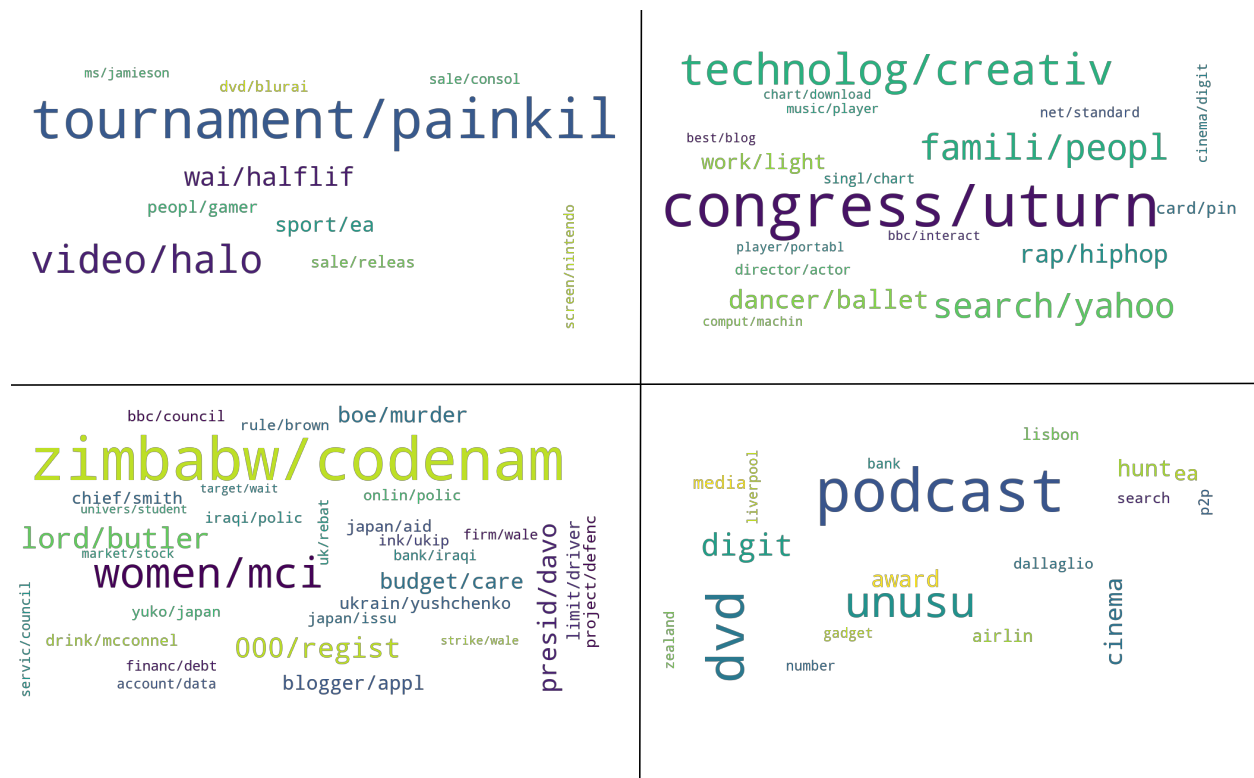 ms/jamieson
dvd/blurai
sale/consol
tournament/painkil
wai/halflif
peopl/gamer
sport/ea
video/halo
sale/releas
screen/nintendo
technolog/creativ
chart/download
music/player
net/standard
cinema/digit
best/blog
work/light
famili/peopl
singl/chart
congress/uturn
card/pin
bbc/interact
player/portabl
rap/hiphop
director/actor
dancer/ballet
search/yahoo
comput/machin
bbc/council
rule/brown
boe/murder
zimbabw/codenam
target/wait
chief/smith
onlin/polic
univers/student
iraqi/polic
uk/rebat
japan/aid
lord/butler
ink/ukip
firm/wale
market/stock
bank/iraqi
women/mci
budget/care
presid/davo
limit/driver
project/defenc
servic/council
yuko/japan
ukrain/yushchenko
japan/issu
drink/mcconnel
000/regist
strike/wale
financ/debt
account/data
blogger/appl
lisbon
bank
hunt
ea
media
liverpool
podcast
search
p2p
digit
dallaglio
award
unusu
dvd
cinema
zealand
gadget
airlin
number